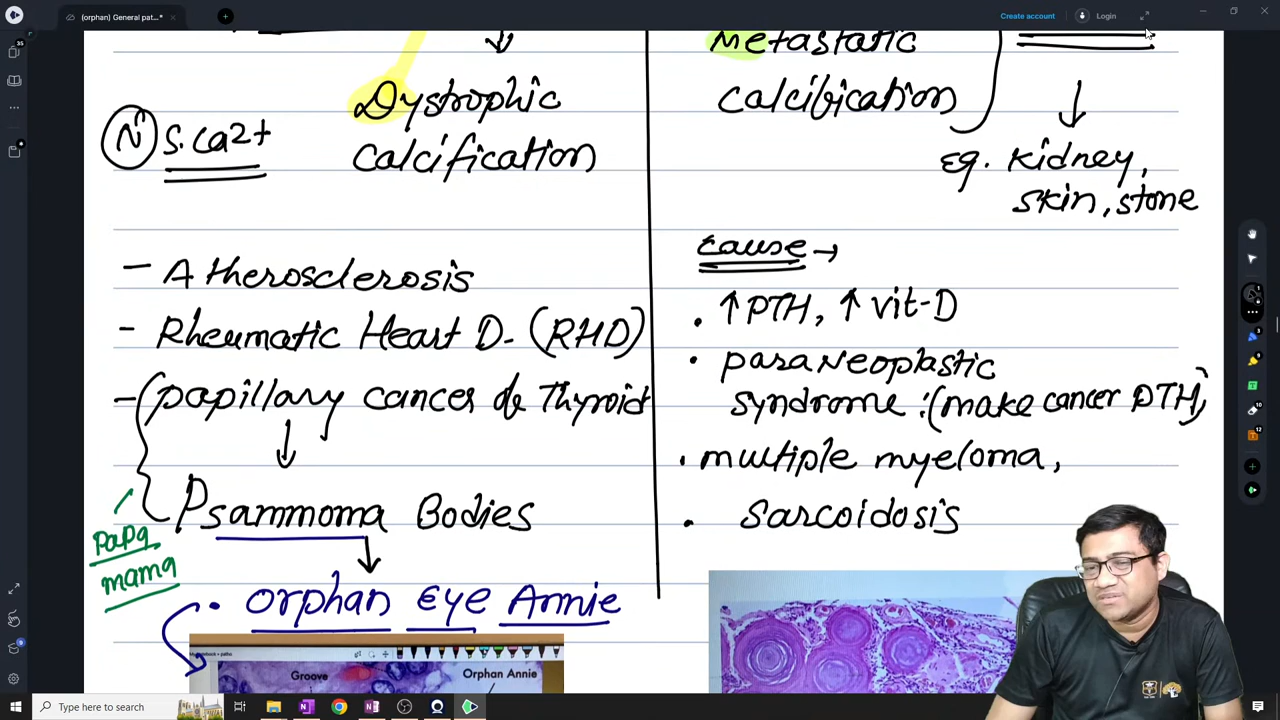 (orphan) General pat...*
Create account
Login
35
Metastatic
Dystrophic
calcification
N S. Ca2+
calcification
Eg. kidney,
skin, stone
cause →
- Atherosclerosis
↑PTH, ↑ vit-D
- Rheumatic Heart D. (RHD)
paraNeoplastic
- papillary cancer of Thyroid
syndrome :(make cancer PTH)
multiple myeloma,
Psammoma Bodies
Sarcoidosis
papa
mama
• orphan Eye Annie
Groove
Orphan Annie
Type here to search